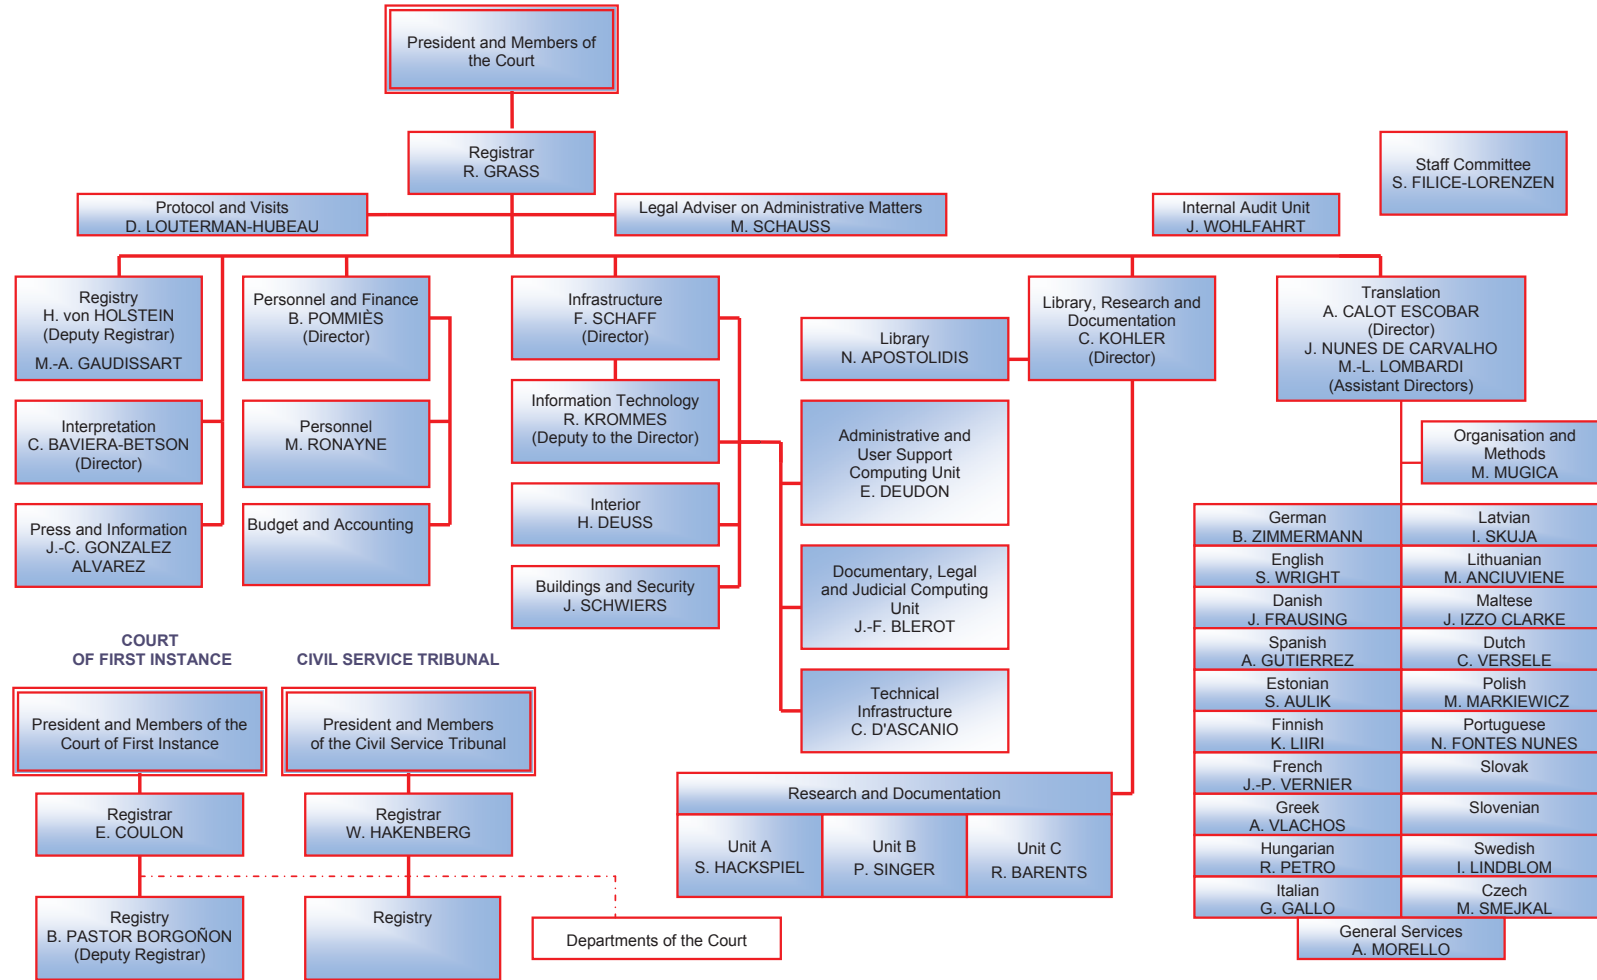 President and Members of
the Court
Registrar
R. GRASS
Staff Committee
S. FILICE-LORENZEN
Protocol and Visits
D. LOUTERMAN-HUBEAU
Legal Adviser on Administrative Matters
M. SCHAUSS
Internal Audit Unit
J. WOHLFAHRT
Registry
H. von HOLSTEIN
(Deputy Registrar)
M.-A. GAUDISSART
Personnel and Finance
B. POMMIÈS
(Director)
Infrastructure
F. SCHAFF
(Director)
Library, Research and
Documentation
C. KOHLER
(Director)
Translation
A. CALOT ESCOBAR
(Director)
J. NUNES DE CARVALHO
M.-L. LOMBARDI
(Assistant Directors)
Library
N. APOSTOLIDIS
Interpretation
C. BAVIERA-BETSON
(Director)
Personnel
M. RONAYNE
Information Technology
R. KROMMES
(Deputy to the Director)
Administrative and
User Support
Computing Unit
E. DEUDON
Organisation and
Methods
M. MUGICA
Press and Information
J.-C. GONZALEZ
ALVAREZ
Budget and Accounting
Interior
H. DEUSS
Buildings and Security
J. SCHWIERS
Documentary, Legal
and Judicial Computing
Unit
J.-F. BLEROT
Technical
Infrastructure
C. D'ASCANIO
German
B. ZIMMERMANN
Latvian
I. SKUJA
English
S. WRIGHT
Lithuanian
M. ANCIUVIENE
Danish
J. FRAUSING
Maltese
J. IZZO CLARKE
Spanish
A. GUTIERREZ
Dutch
C. VERSELE
Estonian
S. AULIK
Polish
M. MARKIEWICZ
Finnish
K. LIIRI
Portuguese
N. FONTES NUNES
French
J.-P. VERNIER
Slovak
Greek
A. VLACHOS
Slovenian
Hungarian
R. PETRO
Swedish
I. LINDBLOM
Italian
G. GALLO
Czech
M. SMEJKAL
General Services
A. MORELLO
COURT
OF FIRST INSTANCE
CIVIL SERVICE TRIBUNAL
President and Members of the
Court of First Instance
President and Members
of the Civil Service Tribunal
Registrar
E. COULON
Registrar
W. HAKENBERG
Research and Documentation
Unit A
S. HACKSPIEL
Unit B
P. SINGER
Unit C
R. BARENTS
Registry
B. PASTOR BORGOÑON
(Deputy Registrar)
Registry
Departments of the Court